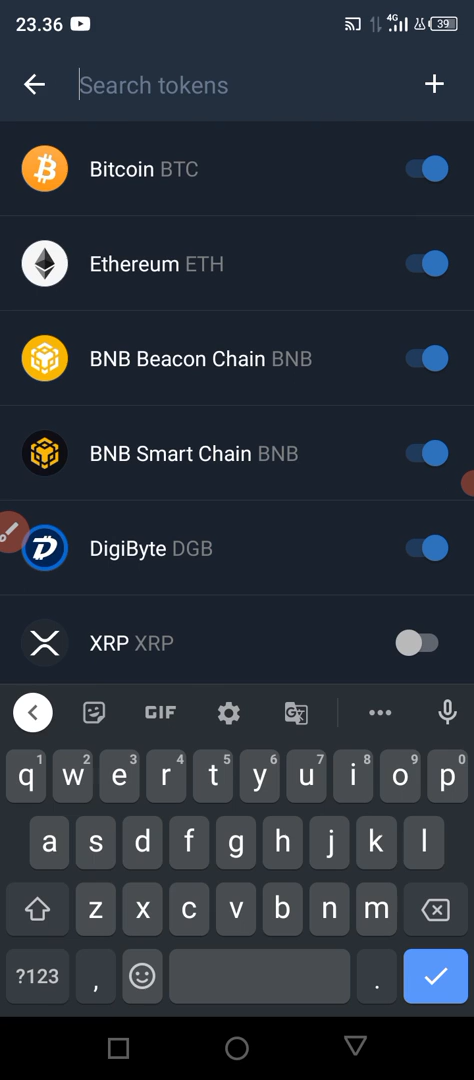 23.36 4G 39
Search tokens
Bitcoin BTC
Ethereum ETH
BNB Beacon Chain BNB
BNB Smart Chain BNB
DigiByte DGB
XRP XRP
GIF G
1 2 3 4 5 6 7 8 9 0
q w e r t y u i o p
a s d f g h j k l
z x c v b n m
?123 , .